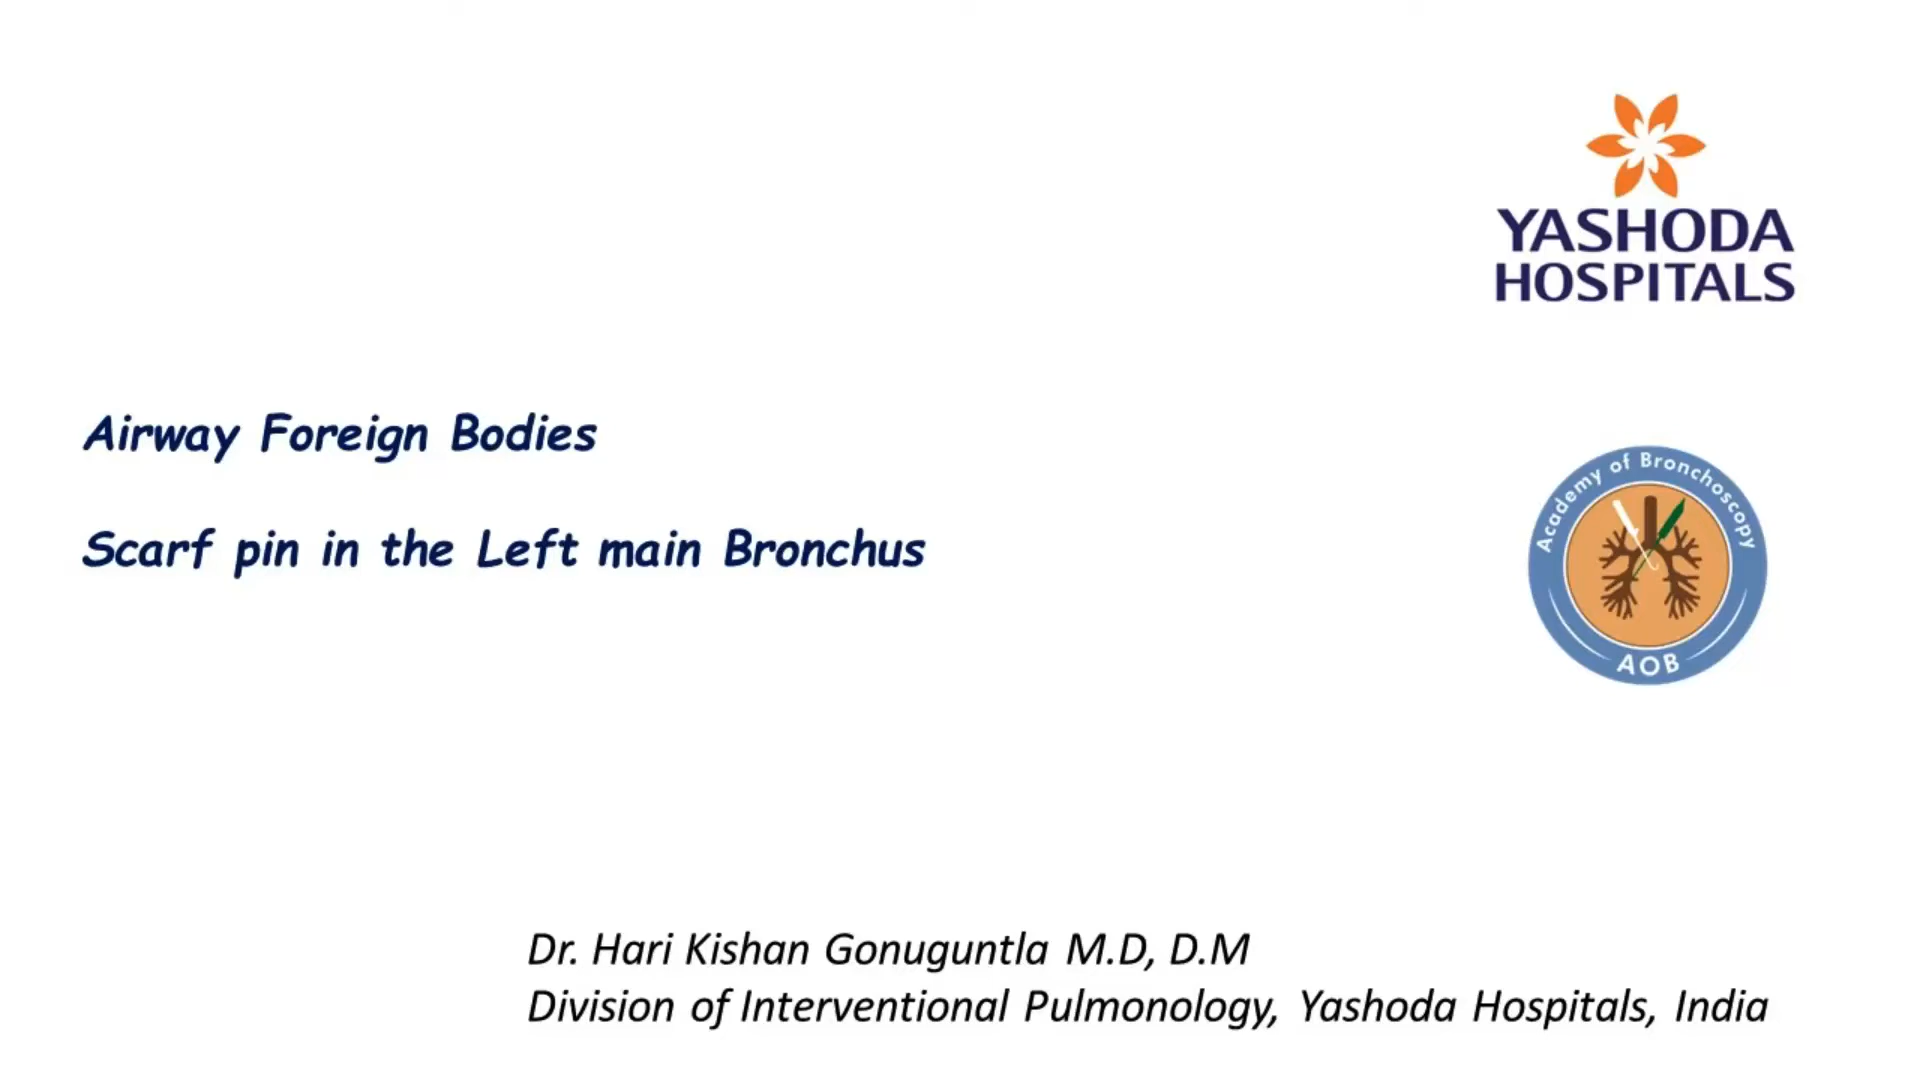 YASHODA
HOSPITALS
Airway Foreign Bodies
Academy of Bronchoscopy
Scarf pin in the Left main Bronchus
AOB
Dr. Hari Kishan Gonuguntla M.D, D.M
Division of Interventional Pulmonology, Yashoda Hospitals, India